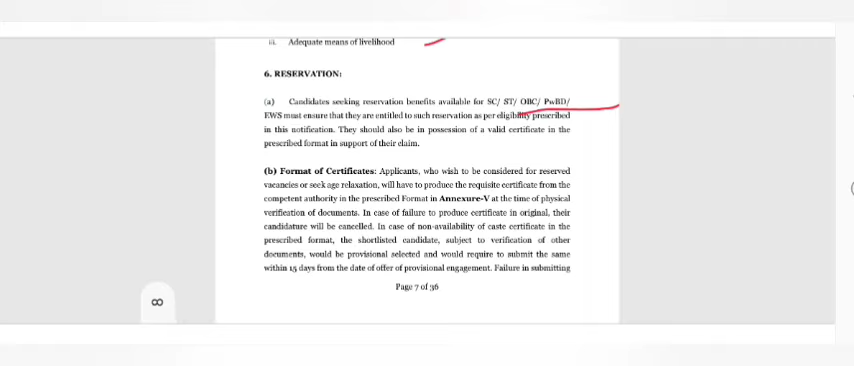 iii. Adequate means of livelihood
6. RESERVATION:
(a) Candidates seeking reservation benefits available for SC/ ST/ OBC/ PwBD/
EWS must ensure that they are entitled to such reservation as per eligibility prescribed
in this notification. They should also be in possession of a valid certificate in the
prescribed format in support of their claim.
(b) Format of Certificates: Applicants, who wish to be considered for reserved
vacancies or seek age relaxation, will have to produce the requisite certificate from the
competent authority in the prescribed Format in Annexure-V at the time of physical
verification of documents. In case of failure to produce certificate in original, their
candidature will be cancelled. In case of non-availability of caste certificate in the
prescribed format, the shortlisted candidate, subject to verification of other
documents, would be provisional selected and would require to submit the same
within 15 days from the date of offer of provisional engagement. Failure in submitting
Page 7 of 36
8